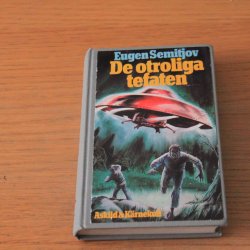 Eugen Semitjov
De otroliga
tefaten
Askild & Kärnekull